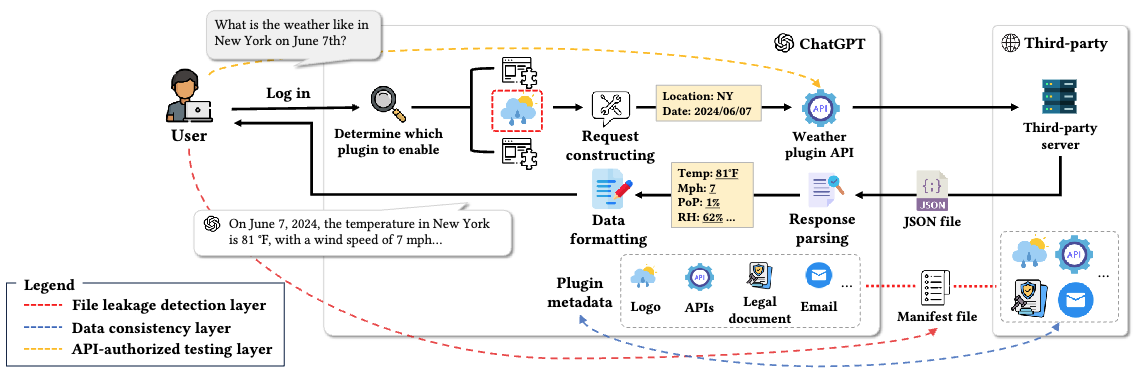 What is the weather like in
New York on June 7th?
ChatGPT
Third-party
Log in
User
Determine which
plugin to enable
Request
constructing
Location: NY
Date: 2024/06/07
API
Weather
plugin API
Third-party
server
Temp: 81°F
Mph: 7
PoP: 1%
RH: 62% ...
Data
formatting
Response
parsing
{;}
JSON
JSON file
On June 7, 2024, the temperature in New York
is 81 °F, with a wind speed of 7 mph...
Plugin
metadata
Logo
API
APIs
Legal
document
Email
...
Manifest file
API
...
Legend
File leakage detection layer
Data consistency layer
API-authorized testing layer